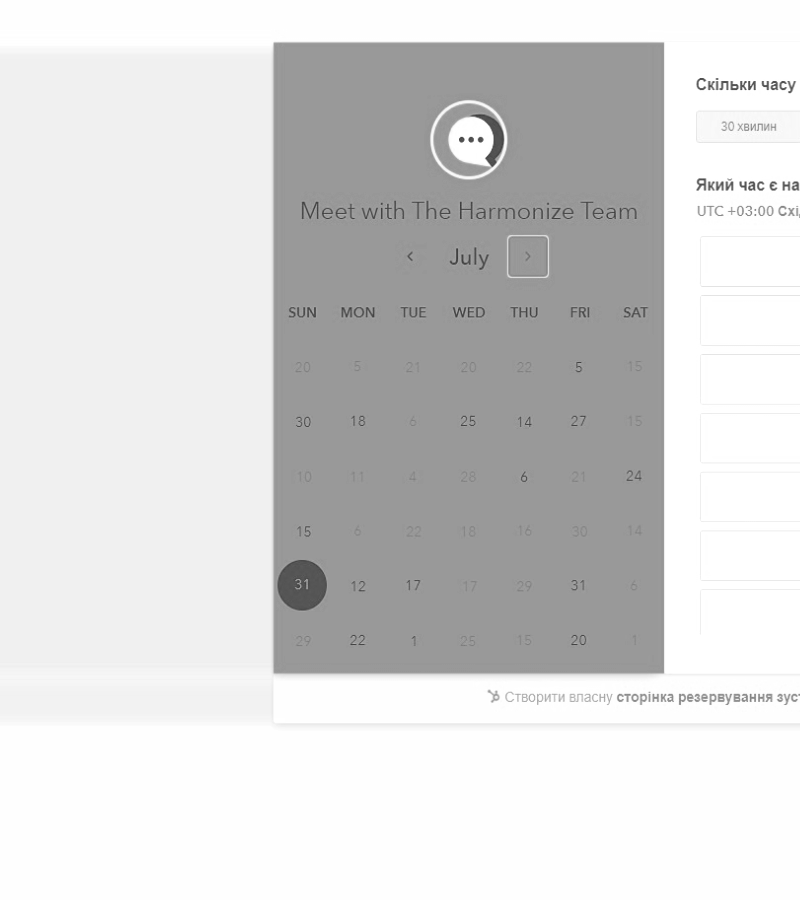 Meet with The Harmonize Team
July
SUN MON TUE WED THU FRI SAT
20 5 21 20 22 5 15
30 18 6 25 14 27 15
10 11 4 28 6 21 24
15 6 22 18 16 30 14
31 12 17 17 29 31 6
29 22 1 25 15 20 1
Скільки часу
30 хвилин
Який час є на
UTC +03:00 Схі
Створити власну сторінка резервування зуст